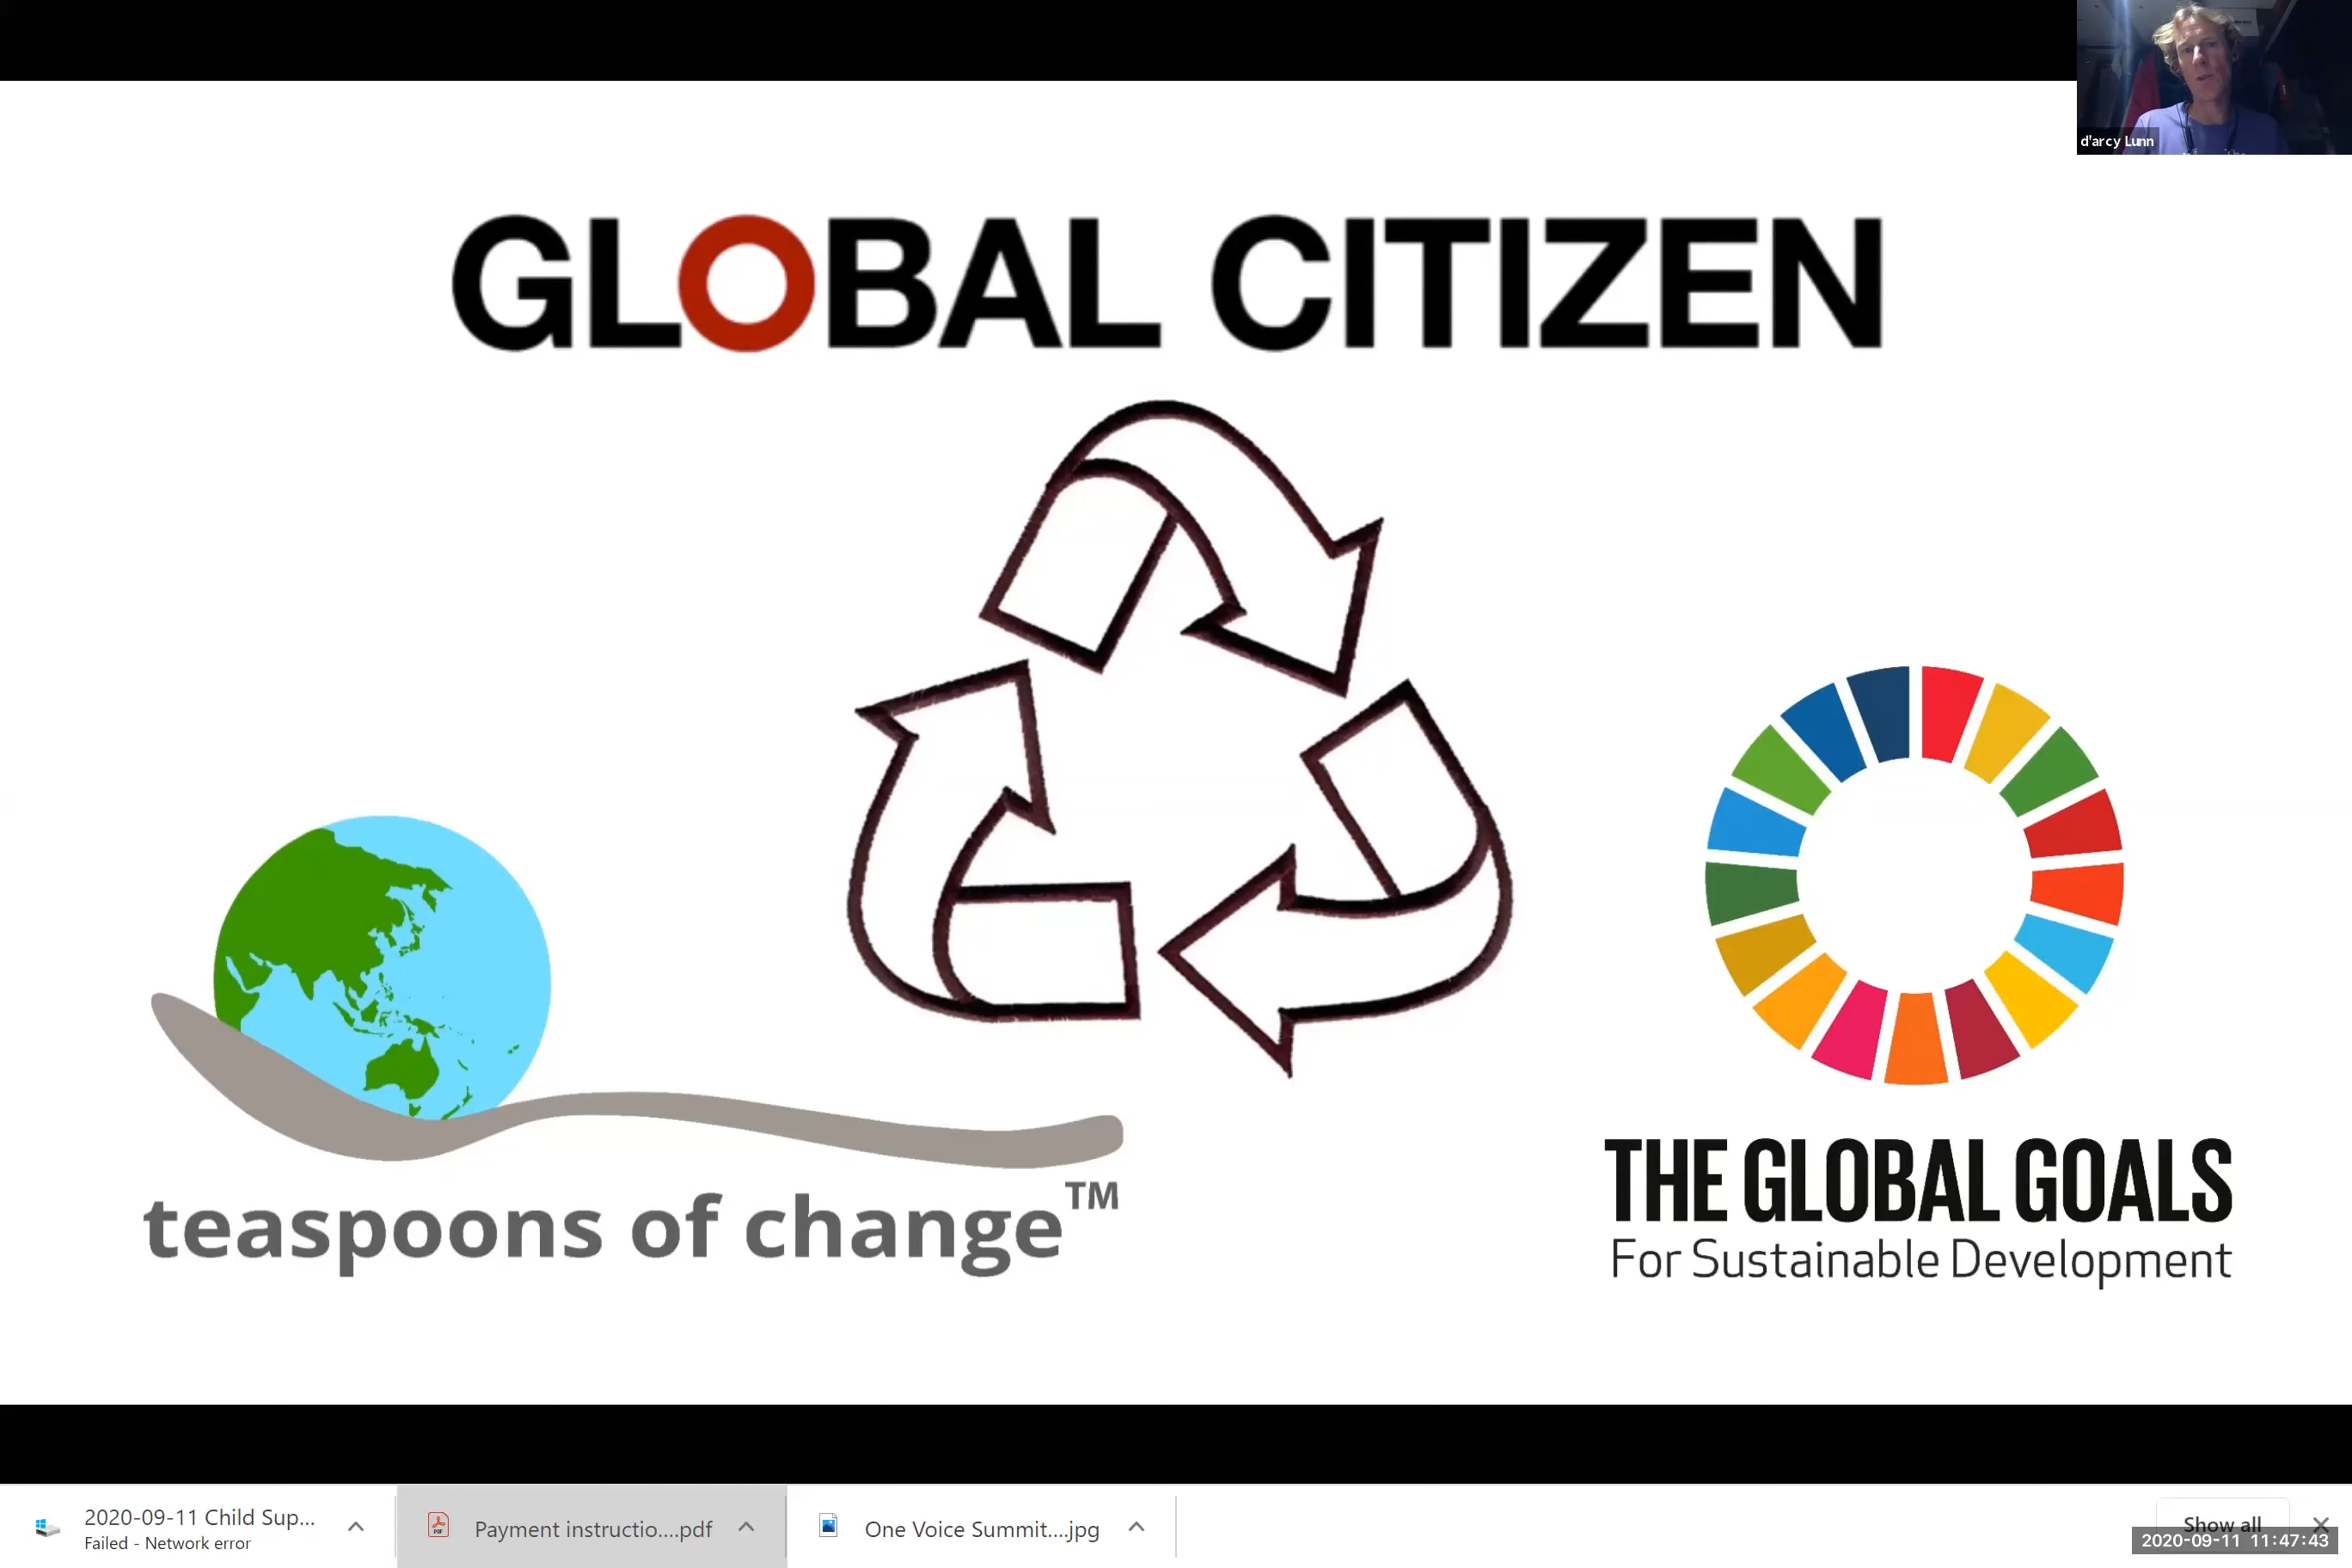 d'arcy Lunn
GLOBAL CITIZEN
teaspoons of change™
THE GLOBAL GOALS
For Sustainable Development
2020-09-11 Child Sup...
Failed - Network error
Payment instructio....pdf
One Voice Summit....jpg
Show all
2020-09-11 11:47:43